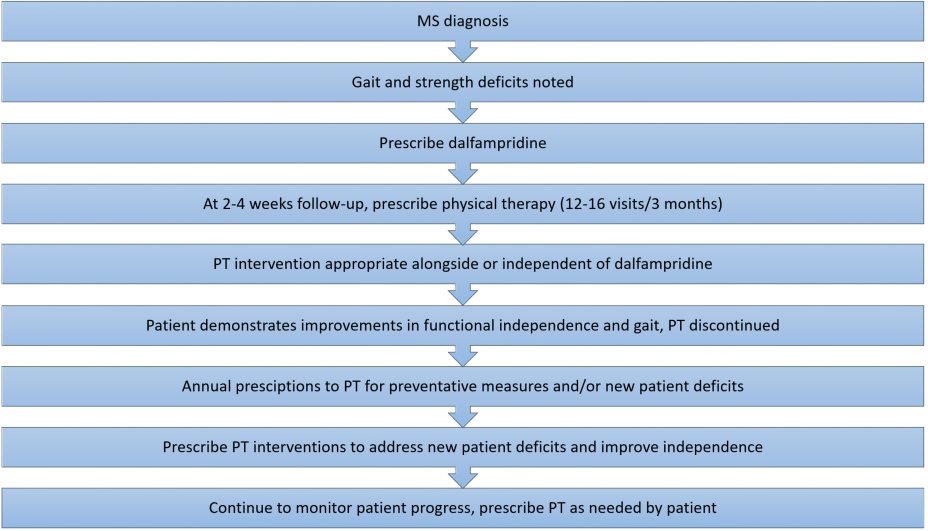 MS diagnosis
Gait and strength deficits noted
Prescribe dalfampridine
At 2-4 weeks follow-up, prescribe physical therapy (12-16 visits/3 months)
PT intervention appropriate alongside or independent of dalfampridine
Patient demonstrates improvements in functional independence and gait, PT discontinued
Annual presciptions to PT for preventative measures and/or new patient deficits
Prescribe PT interventions to address new patient deficits and improve independence
Continue to monitor patient progress, prescribe PT as needed by patient